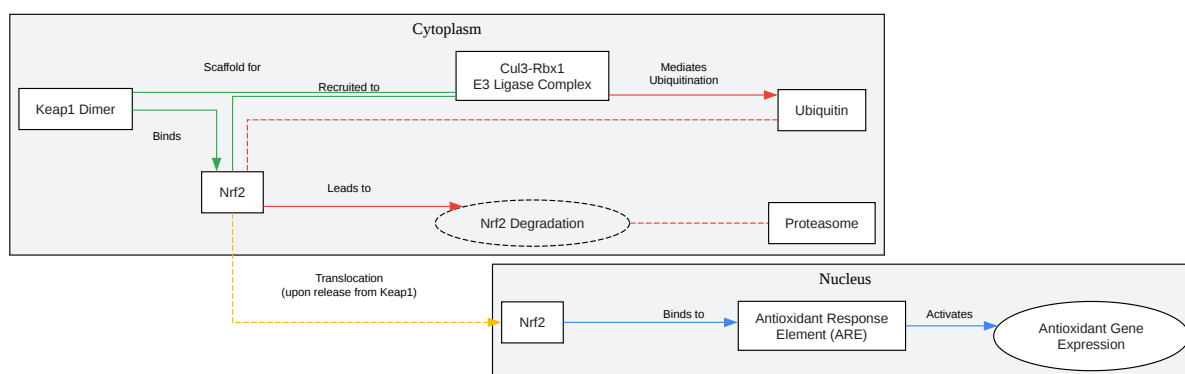 Cytoplasm
Scaffold for
Cul3-Rbx1
E3 Ligase Complex
Mediates
Ubiquitination
Recruited to
Keap1 Dimer
Ubiquitin
Binds
Nrf2
Leads to
Nrf2 Degradation
Proteasome
Translocation
(upon release from Keap1)
Nucleus
Nrf2
Binds to
Antioxidant Response
Element (ARE)
Activates
Antioxidant Gene
Expression